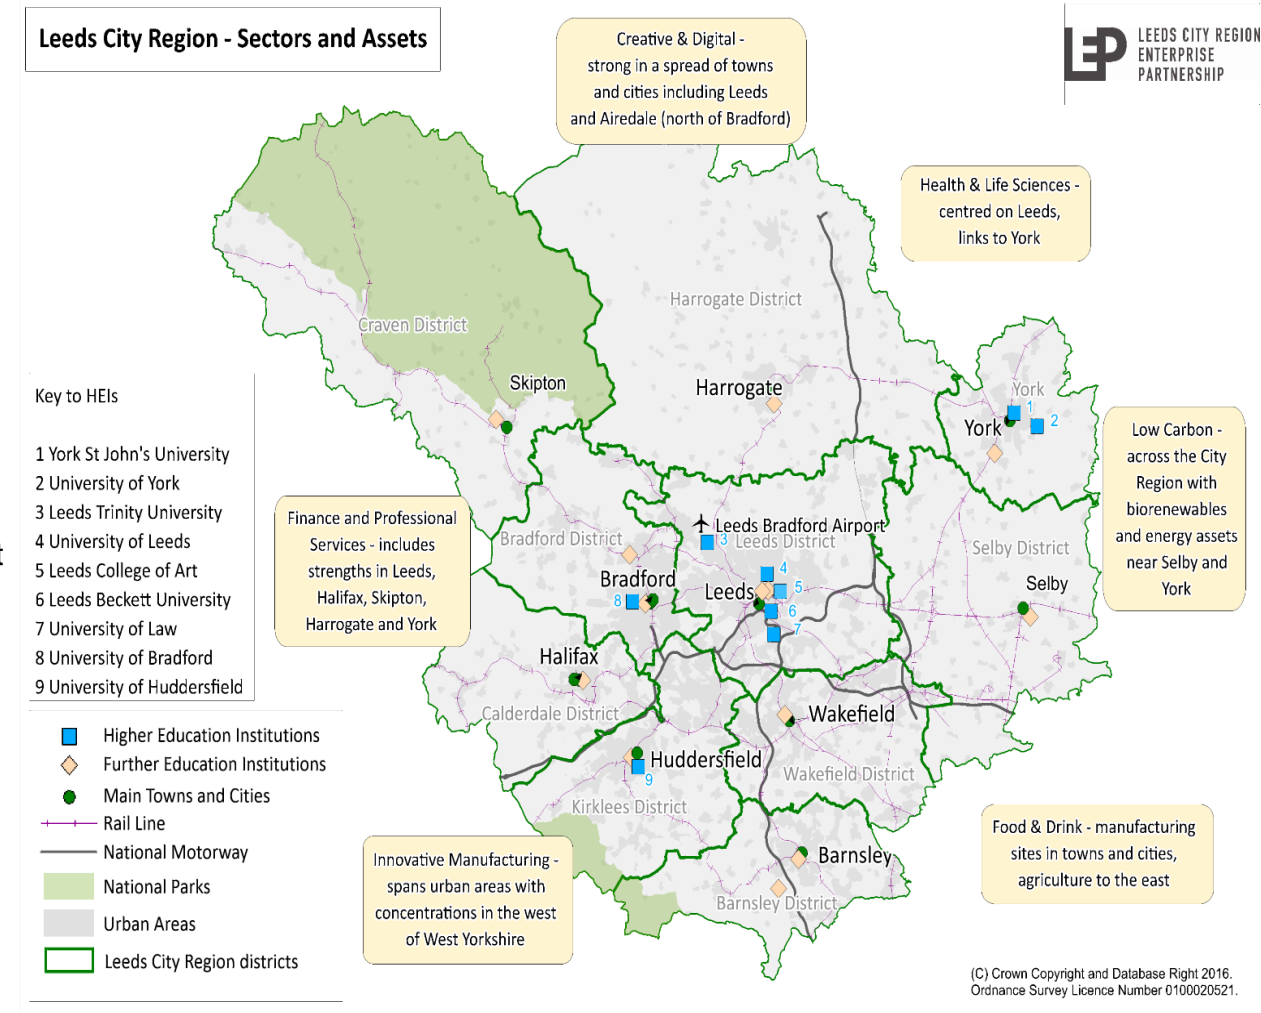 Leeds City Region - Sectors and Assets
LEEDS CITY REGION
ENTERPRISE
PARTNERSHIP
LEP
Creative & Digital -
strong in a spread of towns
and cities including Leeds
and Airedale (north of Bradford)
Health & Life Sciences -
centred on Leeds,
links to York
Harrogate District
Craven District
Skipton
Harrogate
York
York
1
2
Key to HEIs
1 York St John's University
2 University of York
3 Leeds Trinity University
4 University of Leeds
5 Leeds College of Art
6 Leeds Beckett University
7 University of Law
8 University of Bradford
9 University of Huddersfield
Low Carbon -
across the City
Region with
biorenewables
and energy assets
near Selby and
York
Finance and Professional
Services - includes
strengths in Leeds,
Halifax, Skipton,
Harrogate and York
Bradford District
Leeds Bradford Airport
3
Leeds District
Selby District
Bradford
8
Leeds
4
5
6
7
Selby
Halifax
Calderdale District
Wakefield
Wakefield District
Huddersfield
9
Kirklees District
Barnsley
Barnsley District
Higher Education Institutions
Further Education Institutions
Main Towns and Cities
Rail Line
National Motorway
National Parks
Urban Areas
Leeds City Region districts
Innovative Manufacturing -
spans urban areas with
concentrations in the west
of West Yorkshire
Food & Drink - manufacturing
sites in towns and cities,
agriculture to the east
(C) Crown Copyright and Database Right 2016.
Ordnance Survey Licence Number 0100020521.